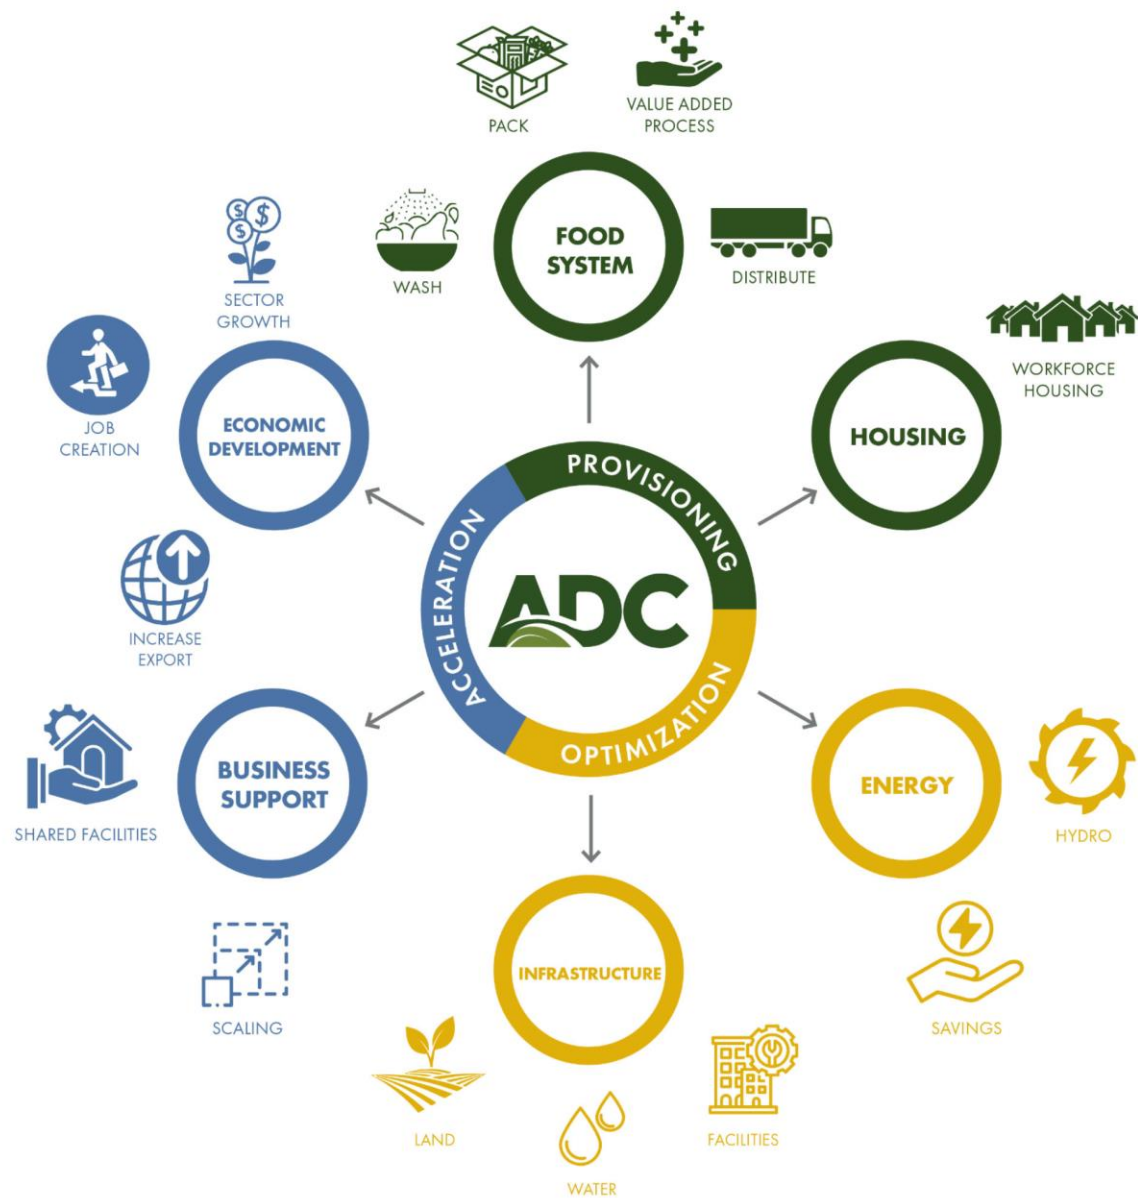 PACK
VALUE ADDED
PROCESS
FOOD
SYSTEM
WASH
DISTRIBUTE
SECTOR
GROWTH
JOB
CREATION
ECONOMIC
DEVELOPMENT
INCREASE
EXPORT
WORKFORCE
HOUSING
HOUSING
PROVISIONING
ACCELERATION
ADC
OPTIMIZATION
BUSINESS
SUPPORT
SHARED FACILITIES
SCALING
ENERGY
HYDRO
SAVINGS
INFRASTRUCTURE
LAND
WATER
FACILITIES